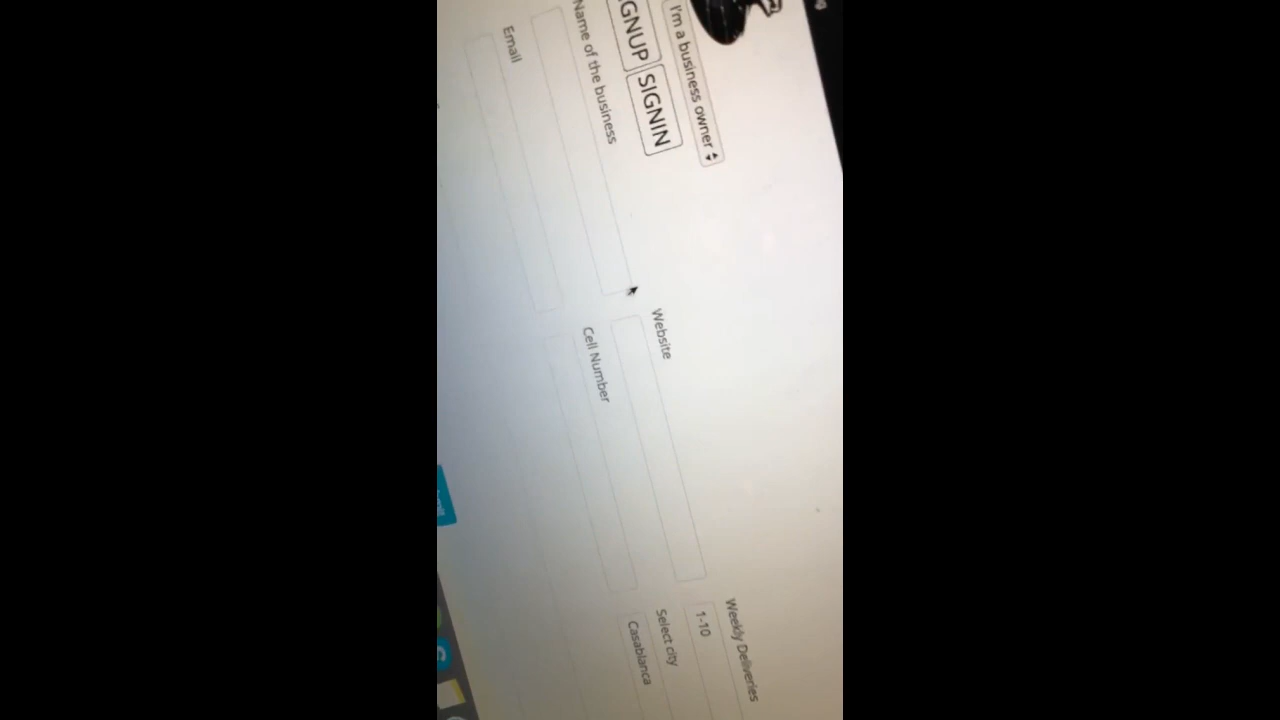 I'm a business owner
GNUP SIGNIN
Name of the business
Website
Weekly Deliveries
1-10
Email
Cell Number
Select city
Casablanca